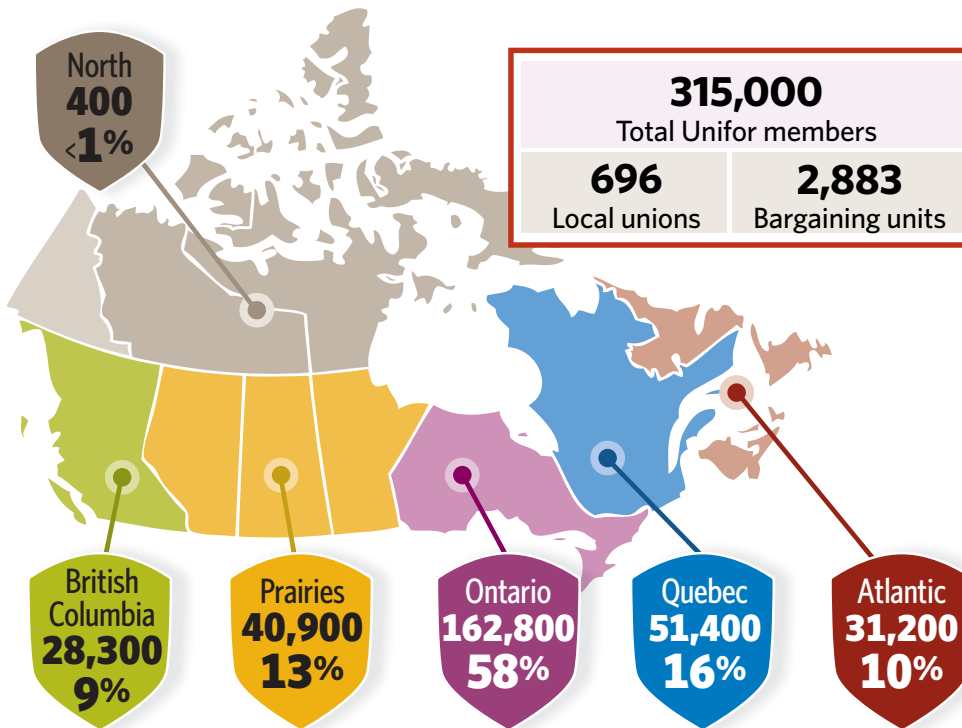 North
400
<1%
315,000
Total Unifor members
696
Local unions
2,883
Bargaining units
British
Columbia
28,300
9%
Prairies
40,900
13%
Ontario
162,800
58%
Quebec
51,400
16%
Atlantic
31,200
10%